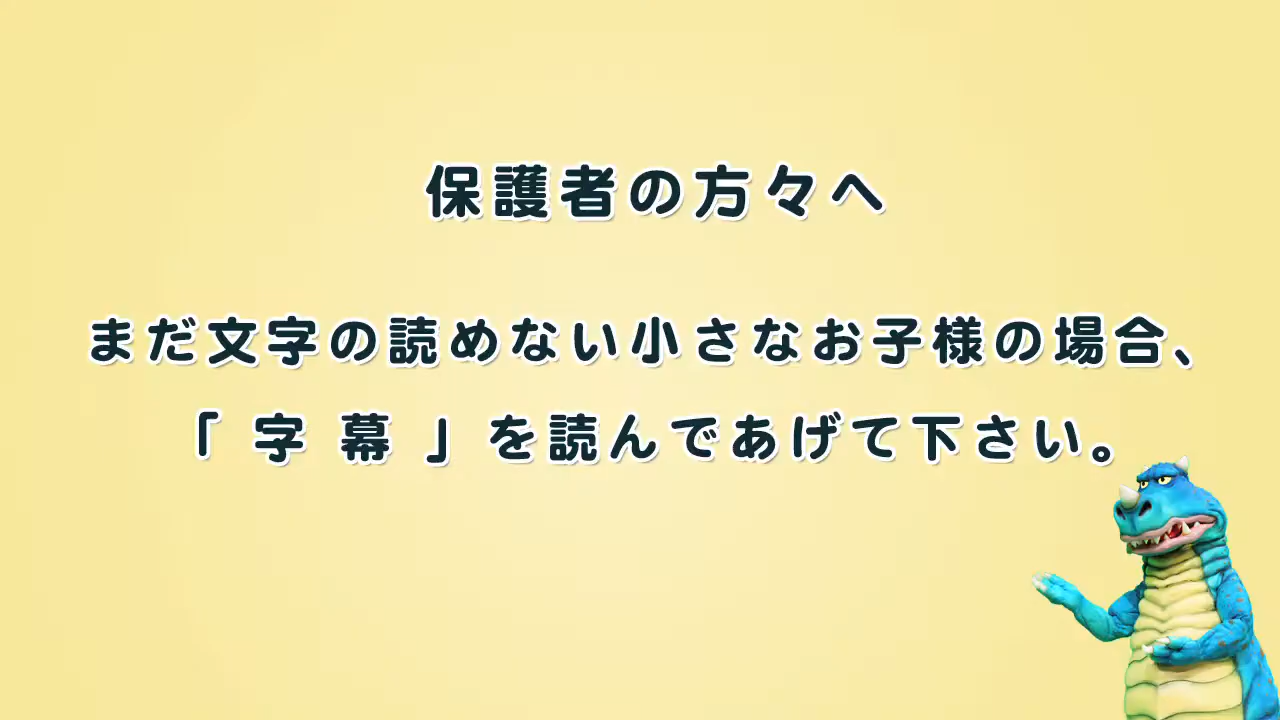 保護者の方々へ
まだ文字の読めない小さなお子様の場合、
「 字 幕 」を読んであげて下さい。